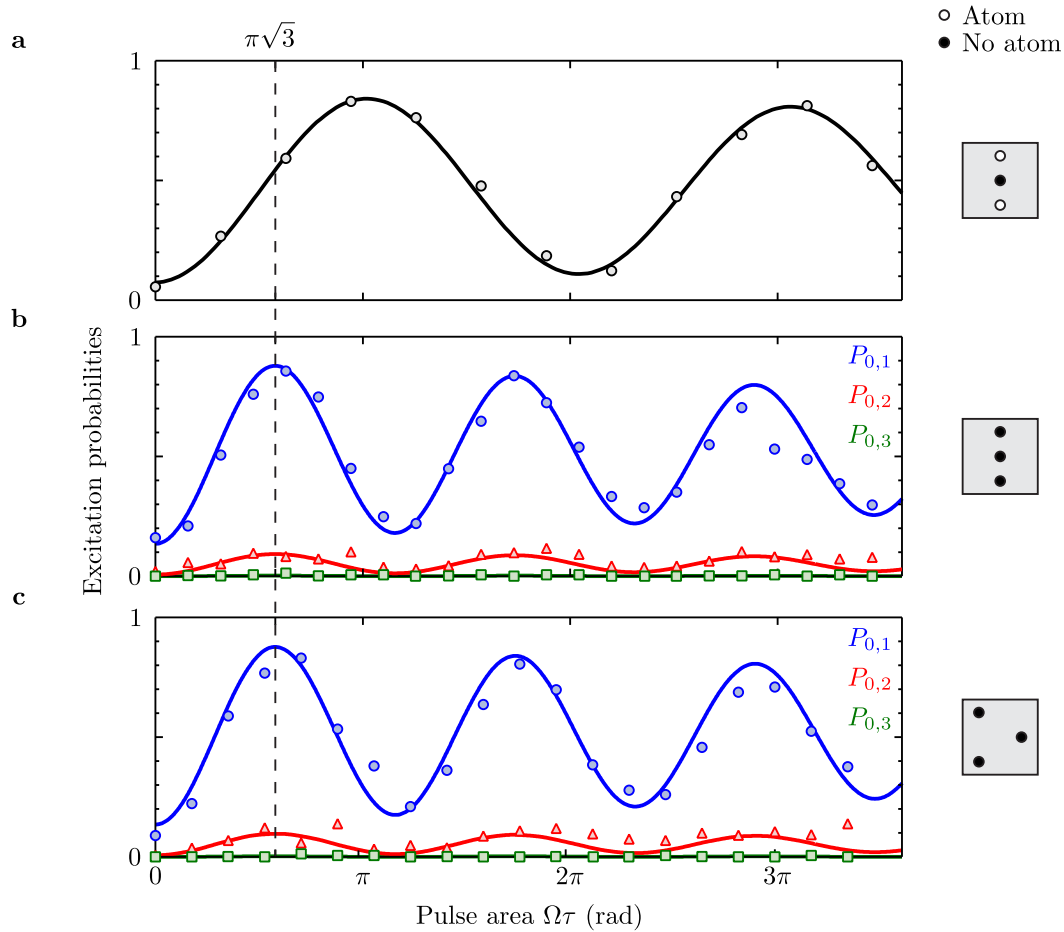 Atom
No atom
a
π√3
1
0
b
Excitation probabilities
1
P0,1
P0,2
P0,3
0
c
1
P0,1
P0,2
P0,3
0
0 π 2π 3π
Pulse area Ωτ (rad)